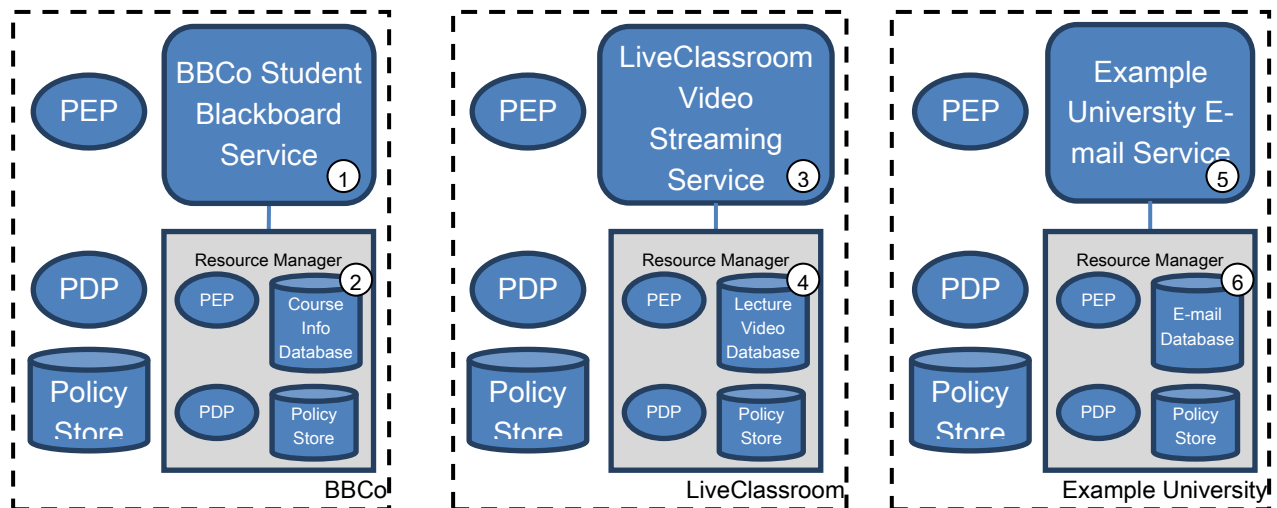 PEP
BBCo Student
Blackboard
Service
1
PDP
Policy
Store
Resource Manager
2
PEP
Course
Info
Database
PDP
Policy
Store
BBCo
PEP
LiveClassroom
Video
Streaming
Service
3
PDP
Policy
Store
Resource Manager
4
PEP
Lecture
Video
Database
PDP
Policy
Store
LiveClassroom
PEP
Example
University E-
mail Service
5
PDP
Policy
Store
Resource Manager
6
PEP
E-mail
Database
PDP
Policy
Store
Example University